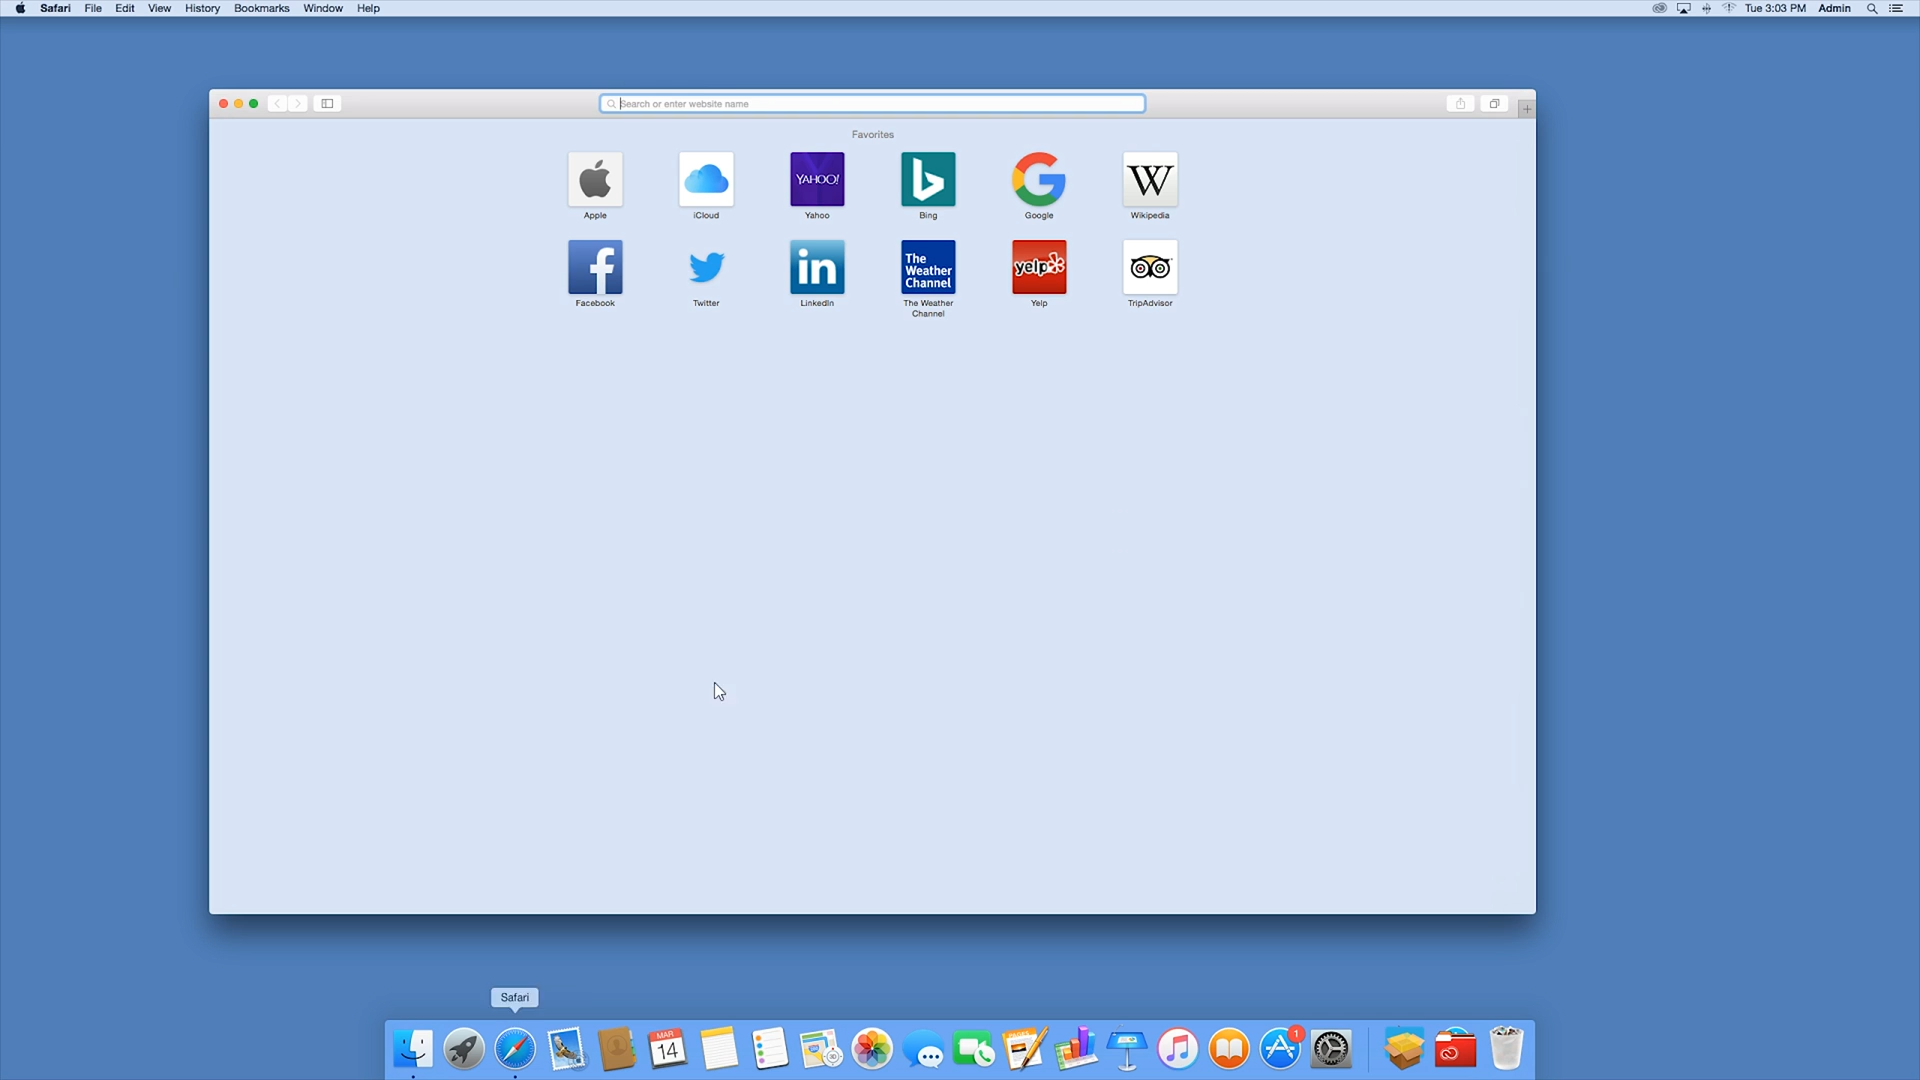 Safari File Edit View History Bookmarks Window Help
Tue 3:03 PM Admin
Search or enter website name
Favorites
YAHOO!
W
Apple iCloud Yahoo Bing Google Wikipedia
f
in
The
Weather
Channel
yelp
Facebook Twitter LinkedIn The Weather
Channel
Yelp TripAdvisor
Safari
MAR
14
PAGES
3D
1